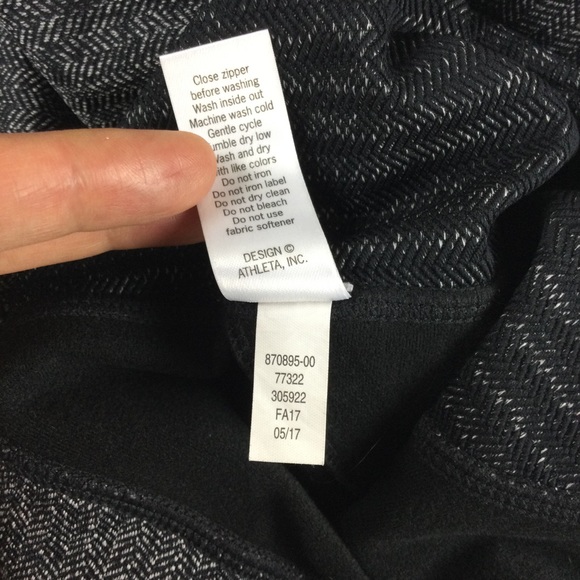 Close zipper
before washing
Wash inside out
Machine wash cold
Gentle cycle
umble dry low
Wash and dry
ith like colors
Do not iron
Do not iron label
Do not dry clean
Do not bleach
Do not use
fabric softener
DESIGN ©
ATHLETA, INC.
870895-00
77322
305922
FA17
05/17